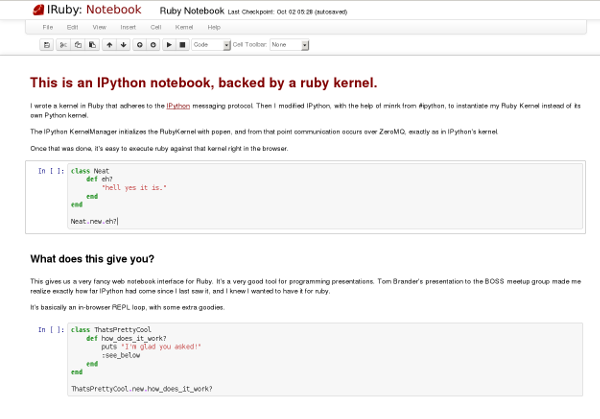 IRuby: Notebook Ruby Notebook Last Checkpoint: Oct 02 05:28 (autosaved)
File Edit View Insert Cell Kernel Help
Code Cell Toolbar: None
This is an IPython notebook, backed by a ruby kernel.
I wrote a kernel in Ruby that adheres to the IPython messaging protocol. Then I modified IPython, with the help of minrk from #ipython, to instantiate my Ruby Kernel instead of its
own Python kernel.
The IPython KernelManager initializes the RubyKernel with popen, and from that point communication occurs over ZeroMQ, exactly as in IPython's kernel.
Once that was done, it's easy to execute ruby against that kernel right in the browser.
In [ ]: class Neat
def eh?
"hell yes it is."
end
end
Neat.new.eh?
What does this give you?
This gives us a very fancy web notebook interface for Ruby. It's a very good tool for programming presentations. Tom Brander's presentation to the BOSS meetup group made me
realize exactly how far IPython had come since I last saw it, and I knew I wanted to have it for ruby.
It's basically an in-browser REPL loop, with some extra goodies.
In [ ]: class ThatsPrettyCool
def how_does_it_work?
puts "I'm glad you asked!"
:see_below
end
end
ThatsPrettyCool.new.how_does_it_work?